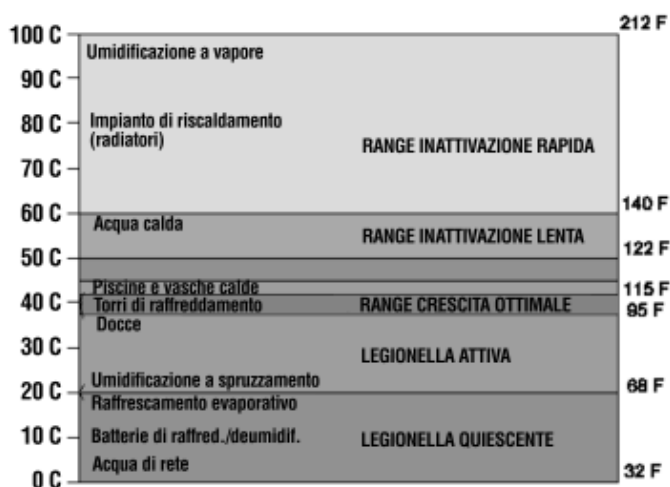 212 F
100 C
Umidificazione a vapore
90 C
80 C
Impianto di riscaldamento
(radiatori)
RANGE INATTIVAZIONE RAPIDA
70 C
140 F
60 C
Acqua calda
RANGE INATTIVAZIONE LENTA
122 F
50 C
Piscine e vasche calde
115 F
40 C
Torri di raffreddamento
RANGE CRESCITA OTTIMALE
95 F
Docce
30 C
LEGIONELLA ATTIVA
Umidificazione a spruzzamento
68 F
20 C
Raffrescamento evaporativo
10 C
Batterie di raffred./deumidif.
LEGIONELLA QUIESCENTE
Acqua di rete
32 F
0 C